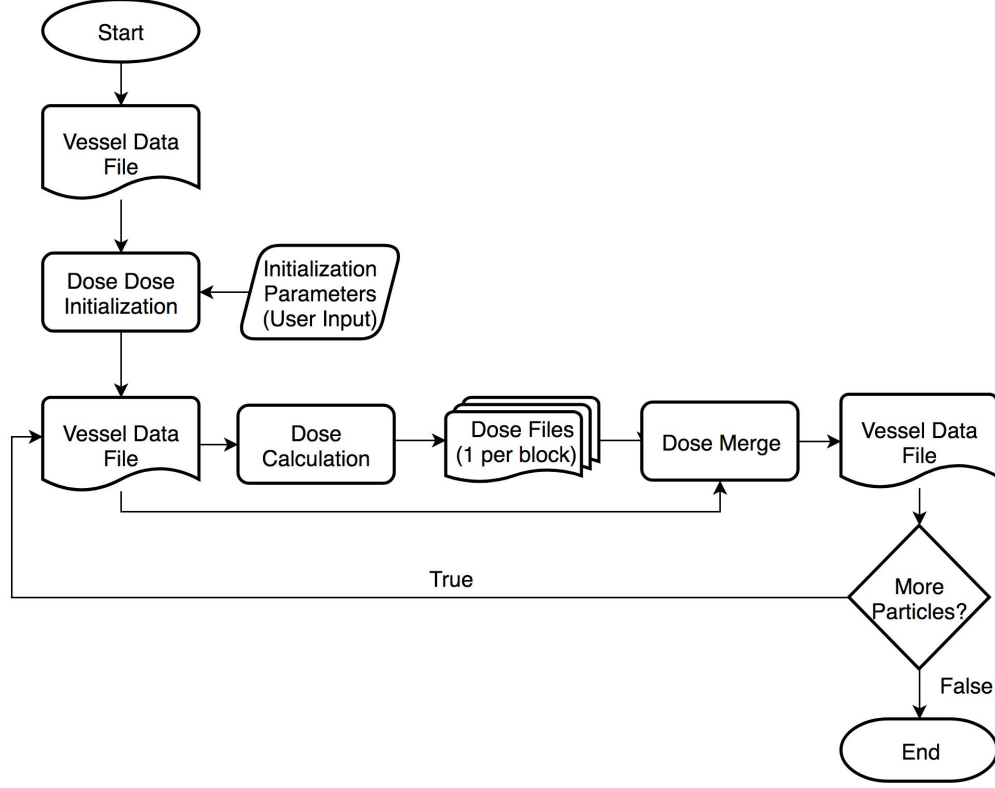 Start
Vessel Data
File
Dose Dose
Initialization
Initialization
Parameters
(User Input)
Vessel Data
File
Dose
Calculation
Dose Files
(1 per block)
Dose Merge
Vessel Data
File
True
More
Particles?
False
End